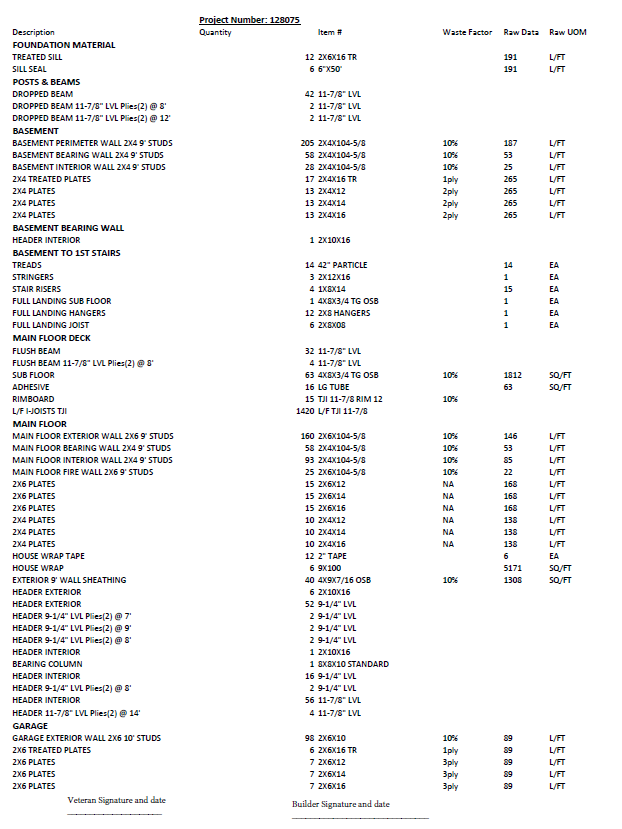 Project Number: 128075
Description Quantity Item # Waste Factor Raw Data Raw UOM
FOUNDATION MATERIAL
TREATED SILL 12 2X6X16 TR 191 L/FT
SILL SEAL 6 6"X50' 191 L/FT
POSTS & BEAMS
DROPPED BEAM 42 11-7/8" LVL
DROPPED BEAM 11-7/8" LVL Plies(2) @ 8' 2 11-7/8" LVL
DROPPED BEAM 11-7/8" LVL Plies(2) @ 12' 2 11-7/8" LVL
BASEMENT
BASEMENT PERIMETER WALL 2X4 9' STUDS 205 2X4X104-5/8 10% 187 L/FT
BASEMENT BEARING WALL 2X4 9' STUDS 58 2X4X104-5/8 10% 53 L/FT
BASEMENT INTERIOR WALL 2X4 9' STUDS 28 2X4X104-5/8 10% 25 L/FT
2X4 TREATED PLATES 17 2X4X16 TR 1ply 265 L/FT
2X4 PLATES 13 2X4X12 2ply 265 L/FT
2X4 PLATES 13 2X4X14 2ply 265 L/FT
2X4 PLATES 13 2X4X16 2ply 265 L/FT
BASEMENT BEARING WALL
HEADER INTERIOR 1 2X10X16
BASEMENT TO 1ST STAIRS
TREADS 14 42" PARTICLE 14 EA
STRINGERS 3 2X12X16 1 EA
STAIR RISERS 4 1X8X14 15 EA
FULL LANDING SUB FLOOR 1 4X8X3/4 TG OSB 1 EA
FULL LANDING HANGERS 12 2X8 HANGERS 1 EA
FULL LANDING JOIST 6 2X8X08 1 EA
MAIN FLOOR DECK
FLUSH BEAM 32 11-7/8" LVL
FLUSH BEAM 11-7/8" LVL Plies(2) @ 8' 4 11-7/8" LVL
SUB FLOOR 63 4X8X3/4 TG OSB 10% 1812 SQ/FT
ADHESIVE 16 LG TUBE 63 SQ/FT
RIMBOARD 15 TJI 11-7/8 RIM 12 10%
L/F I-JOISTS TJI 1420 L/F TJI 11-7/8
MAIN FLOOR
MAIN FLOOR EXTERIOR WALL 2X6 9' STUDS 160 2X6X104-5/8 10% 146 L/FT
MAIN FLOOR BEARING WALL 2X4 9' STUDS 58 2X4X104-5/8 10% 53 L/FT
MAIN FLOOR INTERIOR WALL 2X4 9' STUDS 93 2X4X104-5/8 10% 85 L/FT
MAIN FLOOR FIRE WALL 2X6 9' STUDS 25 2X6X104-5/8 10% 22 L/FT
2X6 PLATES 15 2X6X12 NA 168 L/FT
2X6 PLATES 15 2X6X14 NA 168 L/FT
2X6 PLATES 15 2X6X16 NA 168 L/FT
2X4 PLATES 10 2X4X12 NA 138 L/FT
2X4 PLATES 10 2X4X14 NA 138 L/FT
2X4 PLATES 10 2X4X16 NA 138 L/FT
HOUSE WRAP TAPE 12 2" TAPE 6 EA
HOUSE WRAP 6 9X100 5171 SQ/FT
EXTERIOR 9' WALL SHEATHING 40 4X9X7/16 OSB 10% 1308 SQ/FT
HEADER EXTERIOR 6 2X10X16
HEADER EXTERIOR 52 9-1/4" LVL
HEADER 9-1/4" LVL Plies(2) @ 7' 2 9-1/4" LVL
HEADER 9-1/4" LVL Plies(2) @ 9' 2 9-1/4" LVL
HEADER 9-1/4" LVL Plies(2) @ 8' 2 9-1/4" LVL
HEADER INTERIOR 1 2X10X16
BEARING COLUMN 1 8X8X10 STANDARD
HEADER INTERIOR 16 9-1/4" LVL
HEADER 9-1/4" LVL Plies(2) @ 8' 2 9-1/4" LVL
HEADER INTERIOR 56 11-7/8" LVL
HEADER 11-7/8" LVL Plies(2) @ 14' 4 11-7/8" LVL
GARAGE
GARAGE EXTERIOR WALL 2X6 10' STUDS 98 2X6X10 10% 89 L/FT
2X6 TREATED PLATES 6 2X6X16 TR 1ply 89 L/FT
2X6 PLATES 7 2X6X12 3ply 89 L/FT
2X6 PLATES 7 2X6X14 3ply 89 L/FT
2X6 PLATES 7 2X6X16 3ply 89 L/FT
Veteran Signature and date Builder Signature and date